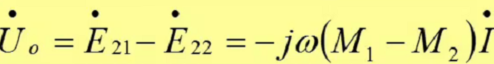 U̇ₒ = Ė₂₁ − Ė₂₂ = −jω(M₁ − M₂)İ